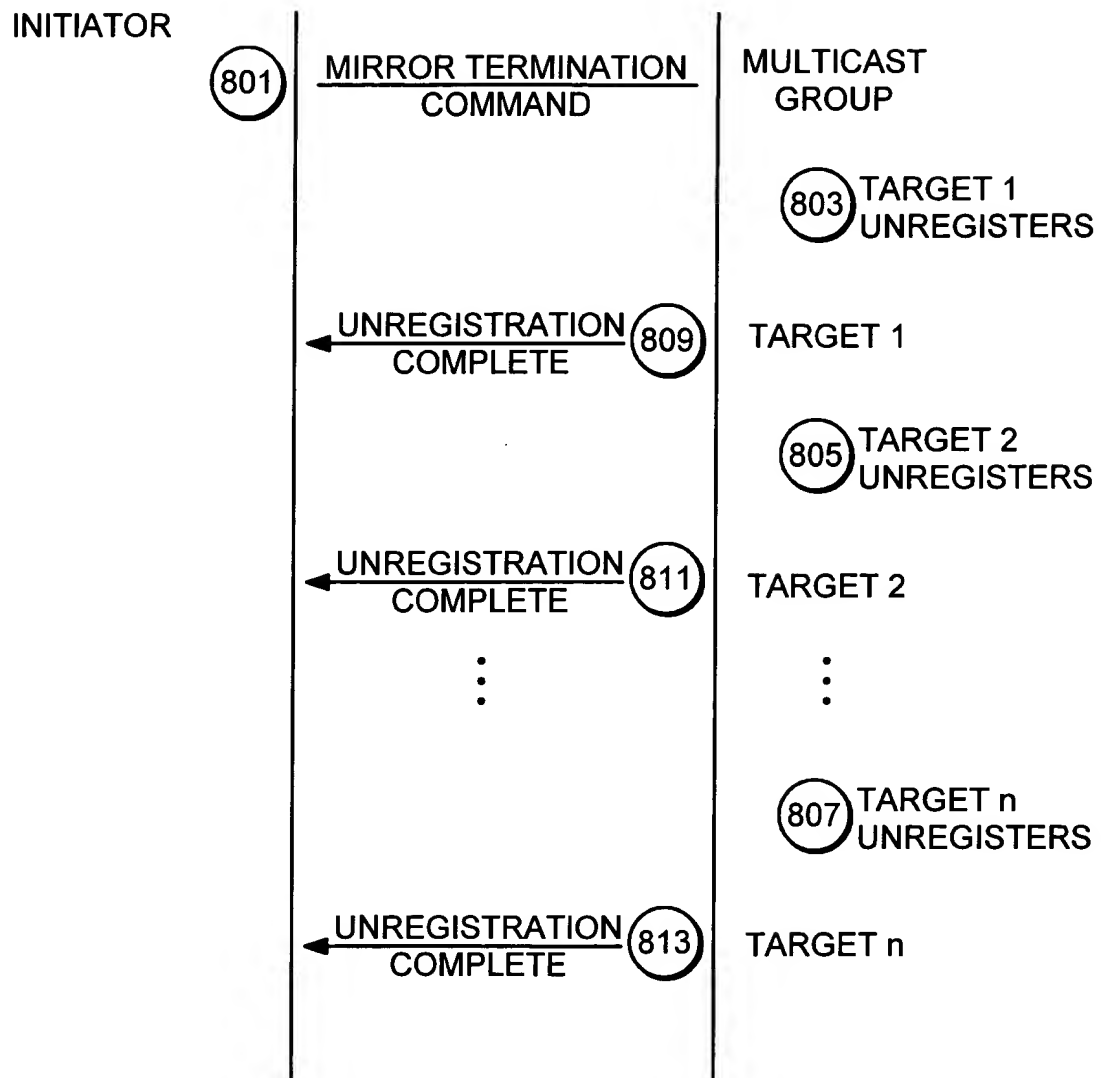 INITIATOR
801
MIRROR TERMINATION
COMMAND
MULTICAST
GROUP
803
TARGET 1
UNREGISTERS
UNREGISTRATION
COMPLETE
809
TARGET 1
805
TARGET 2
UNREGISTERS
UNREGISTRATION
COMPLETE
811
TARGET 2
807
TARGET n
UNREGISTERS
UNREGISTRATION
COMPLETE
813
TARGET n